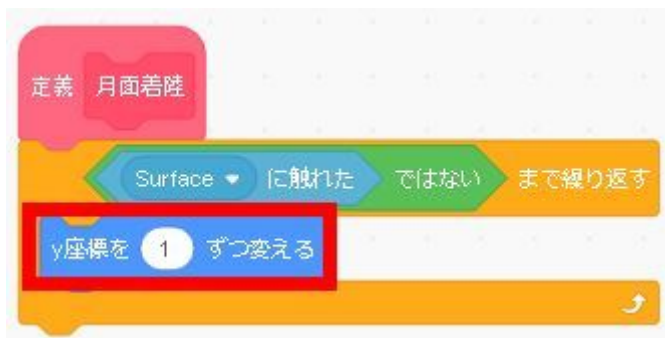 定義 月面着陸
Surface に触れた ではない まで繰り返す
y座標を 1 ずつ変える